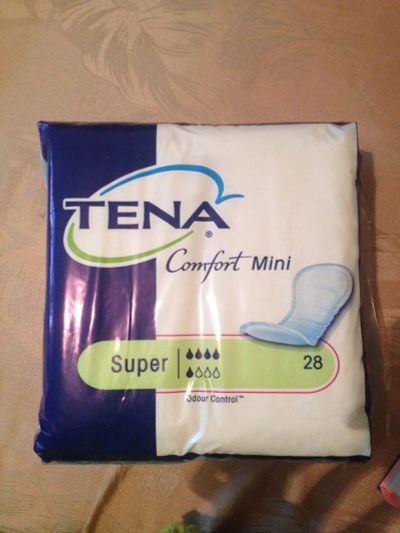 TENA®
Comfort Mini
Super 28
Odour Control™